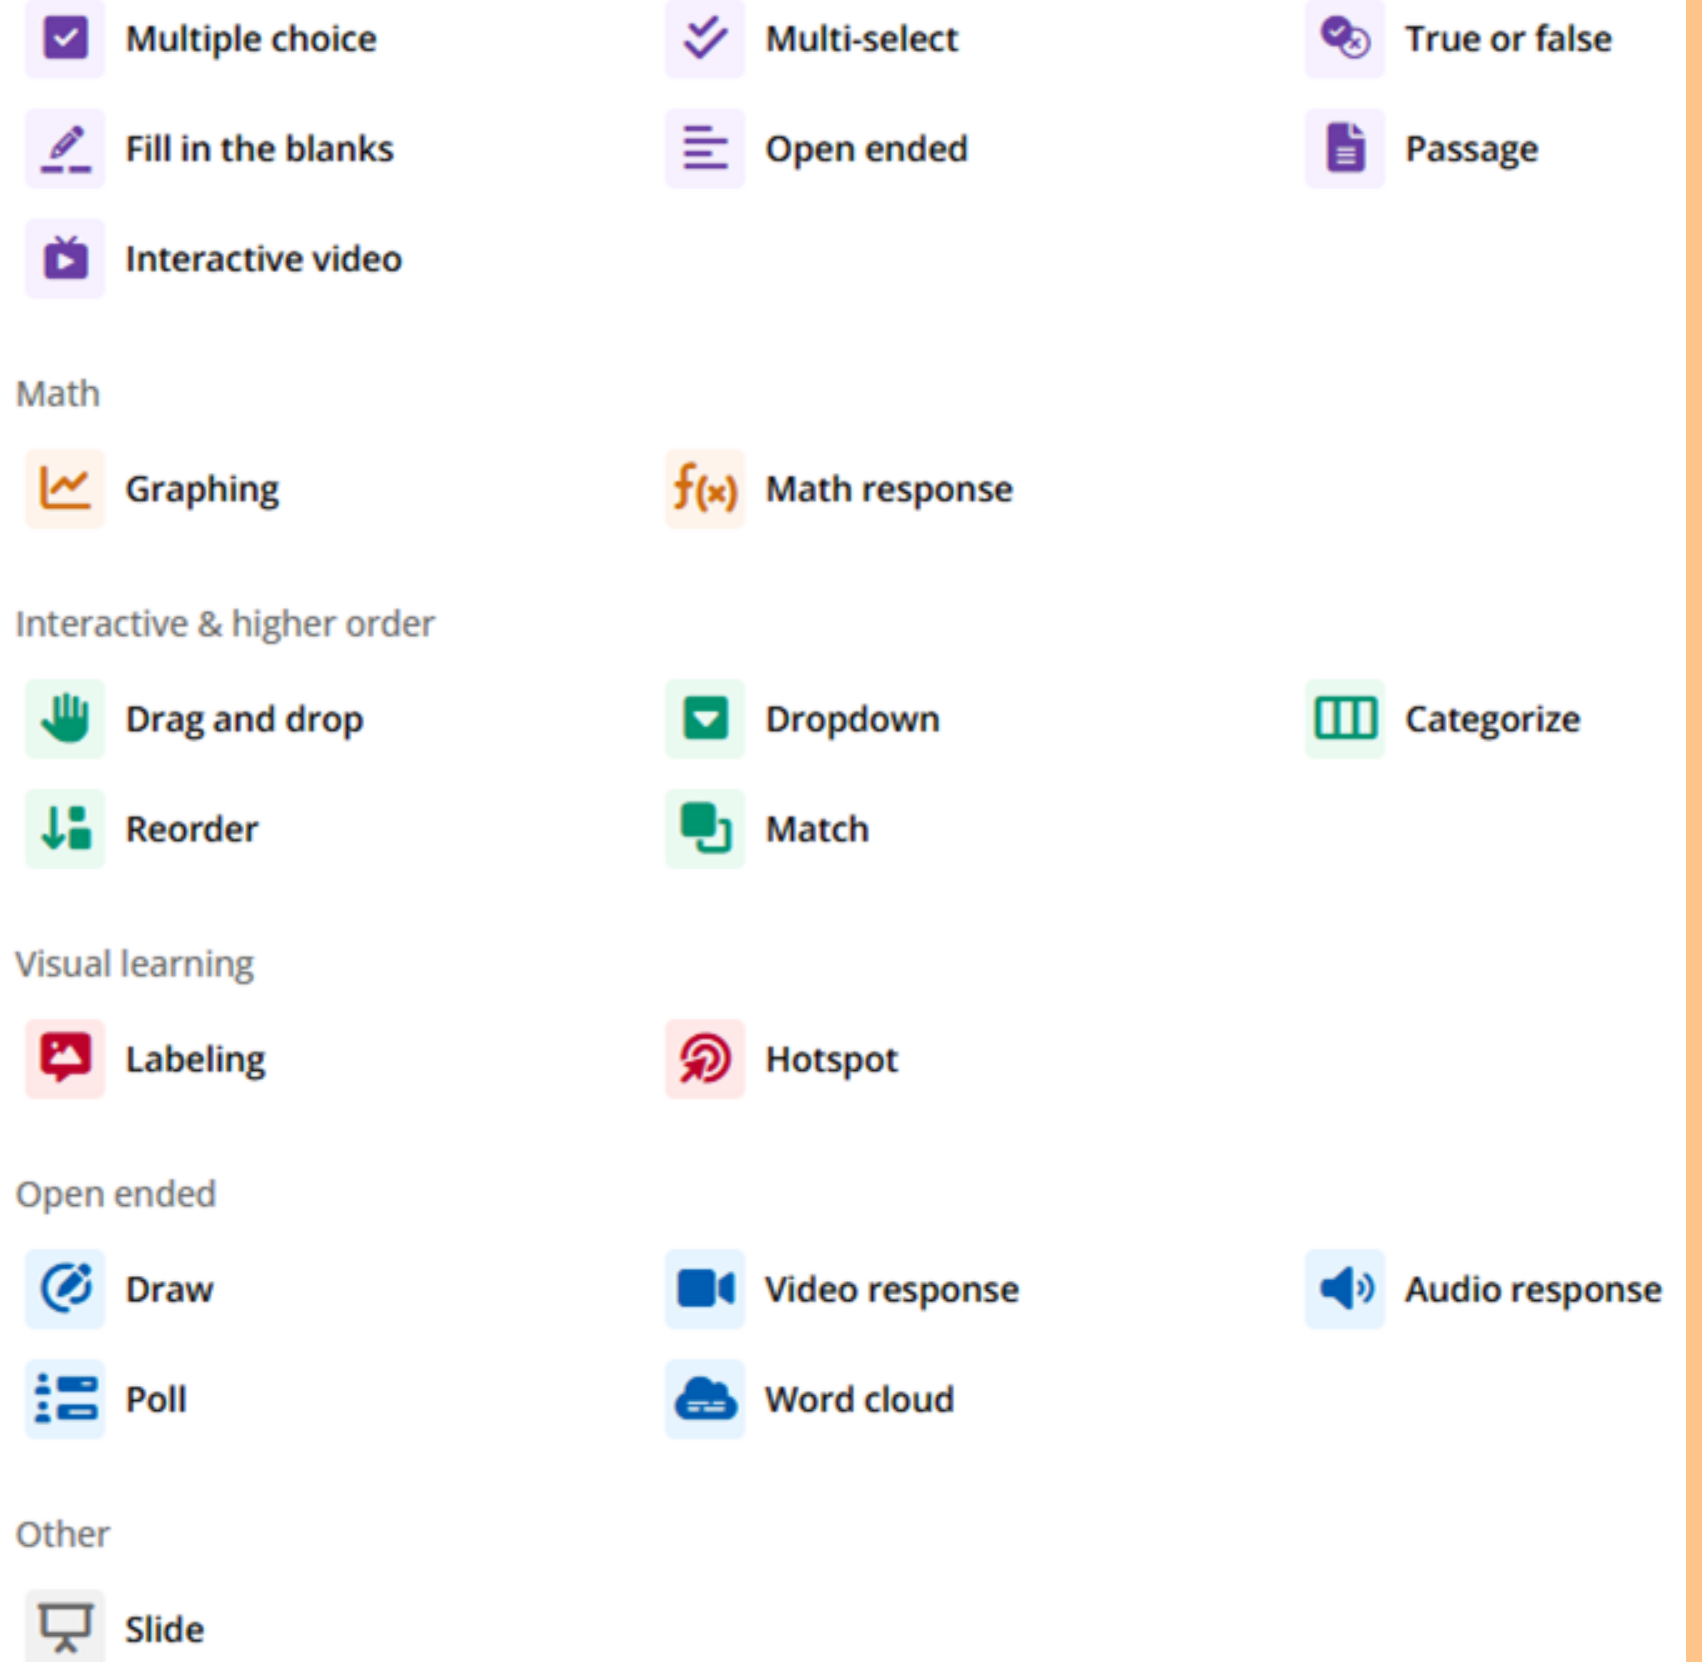 Multiple choice Multi-select True or false
Fill in the blanks Open ended Passage
Interactive video
Math
Graphing f(x) Math response
Interactive & higher order
Drag and drop Dropdown Categorize
Reorder Match
Visual learning
Labeling Hotspot
Open ended
Draw Video response Audio response
Poll Word cloud
Other
Slide